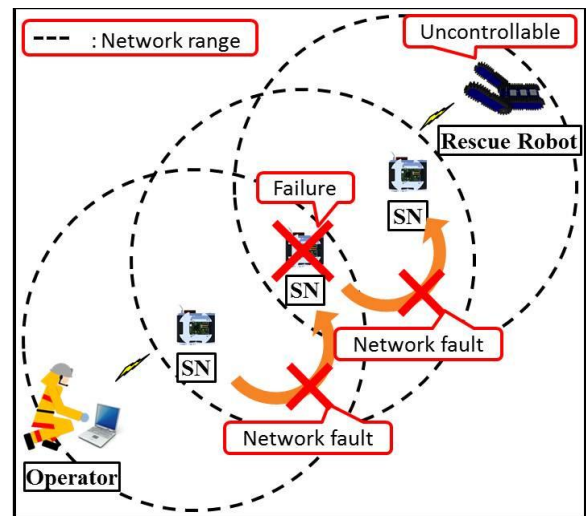 : Network range
Uncontrollable
Rescue Robot
Failure
SN
SN
Network fault
SN
Network fault
Operator